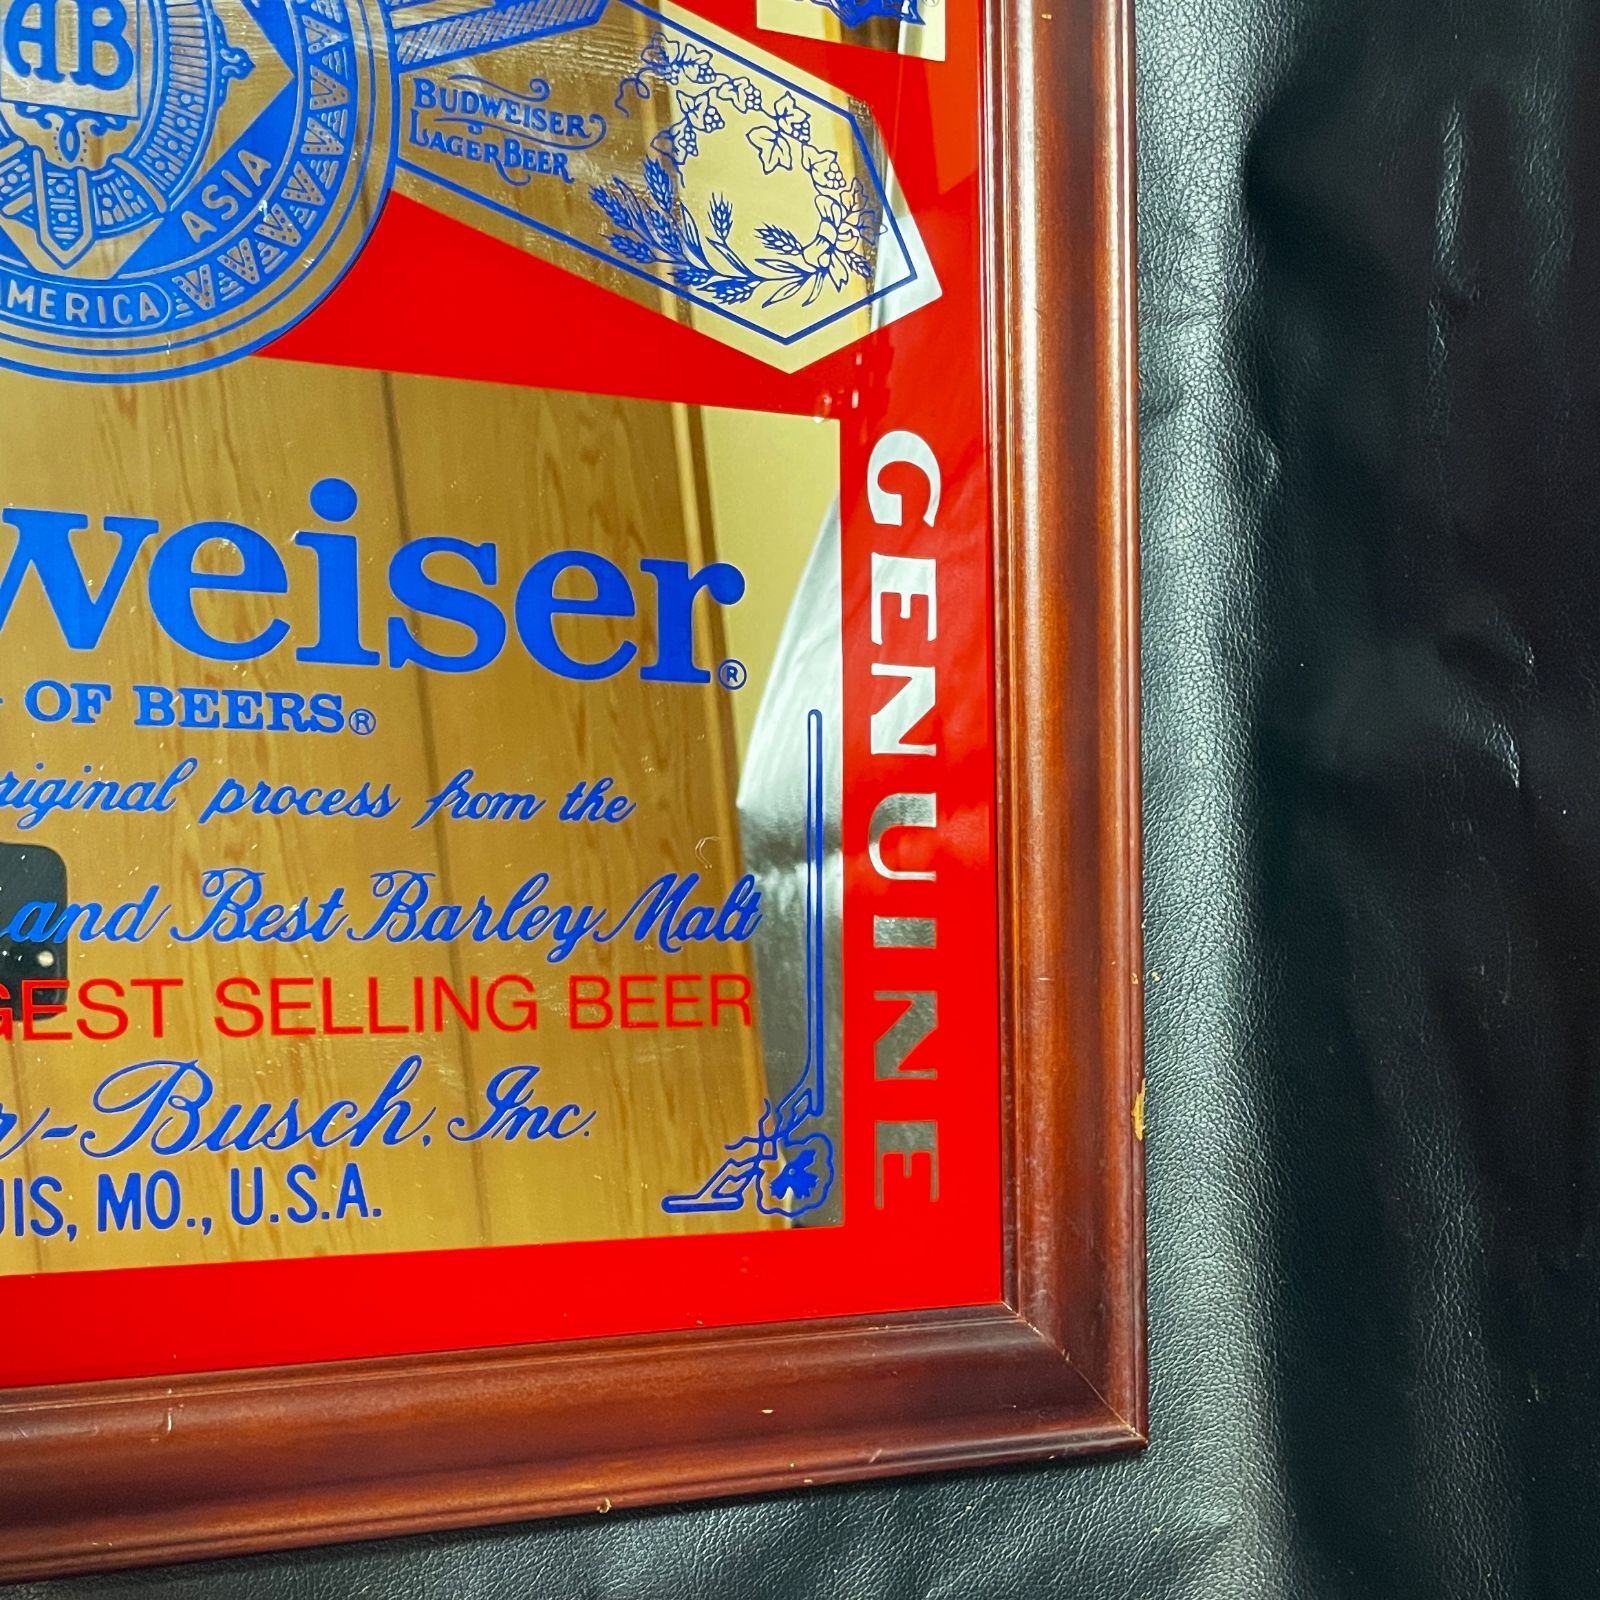 AB
BUDWEISER
LAGER BEER
ASIA
MERICA
weiser®
OF BEERS®
riginal process from the
and Best Barley Malt
GEST SELLING BEER
r-Busch, Inc.
UIS, MO., U.S.A.
GENUINE